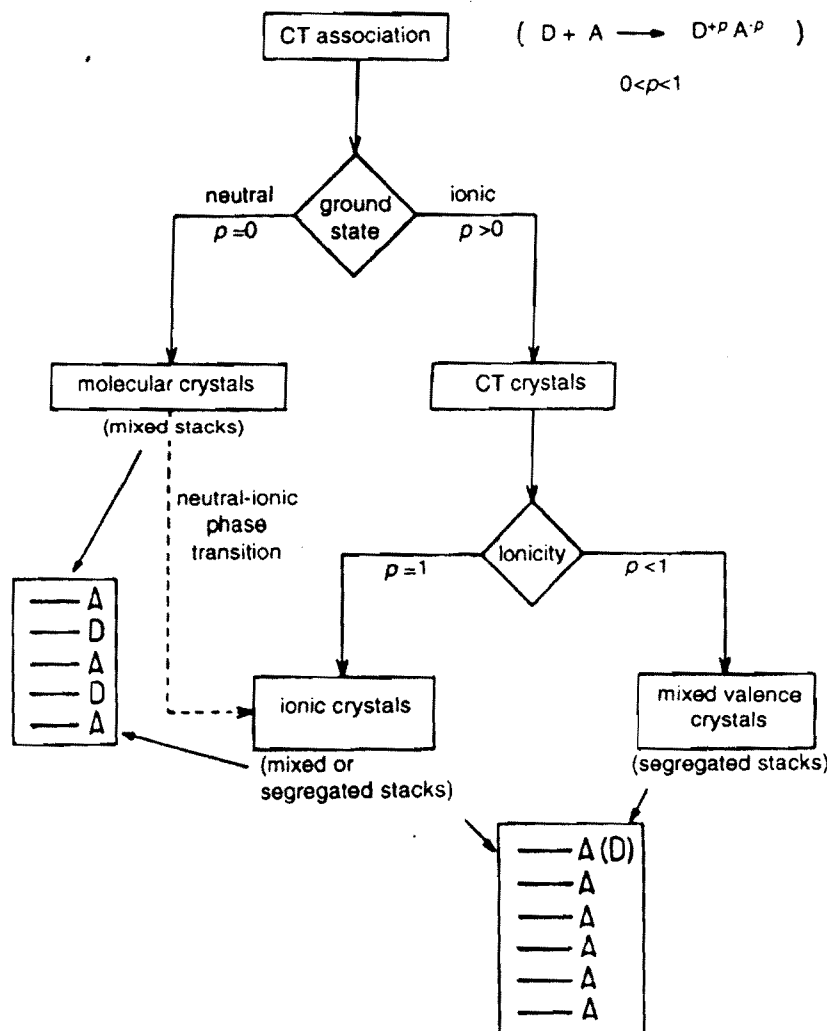 CT association
( D + A ⟶ D⁺ᵖ A⁻ᵖ )
0<p<1
neutral
p=0
ground
state
ionic
p>0
molecular crystals
(mixed stacks)
CT crystals
neutral-ionic
phase
transition
Ionicity
p=1
p<1
A
D
A
D
A
ionic crystals
(mixed or
segregated stacks)
mixed valence
crystals
(segregated stacks)
A (D)
A
A
A
A
A